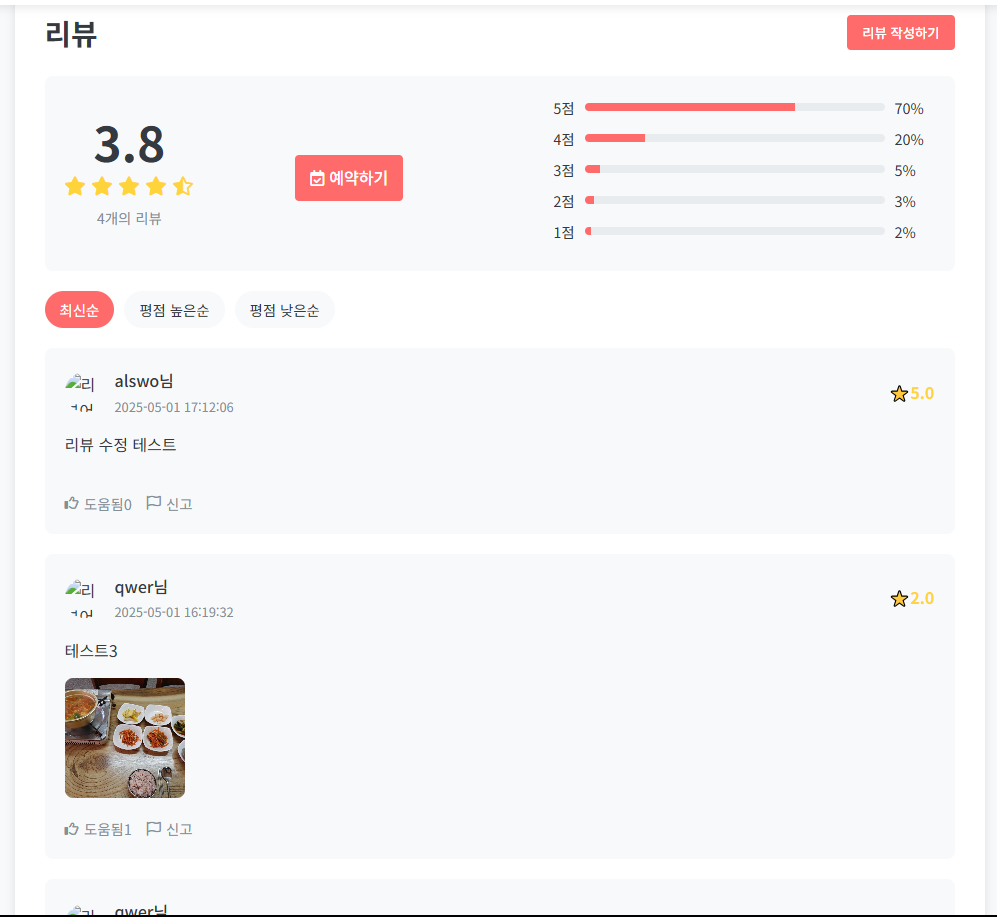 리뷰
리뷰 작성하기
3.8
4개의 리뷰
예약하기
5점 70%
4점 20%
3점 5%
2점 3%
1점 2%
최신순 평점 높은순 평점 낮은순
alswo님
2025-05-01 17:12:06
5.0
리뷰 수정 테스트
도움됨0 신고
qwer님
2025-05-01 16:19:32
2.0
테스트3
도움됨1 신고
qwer님